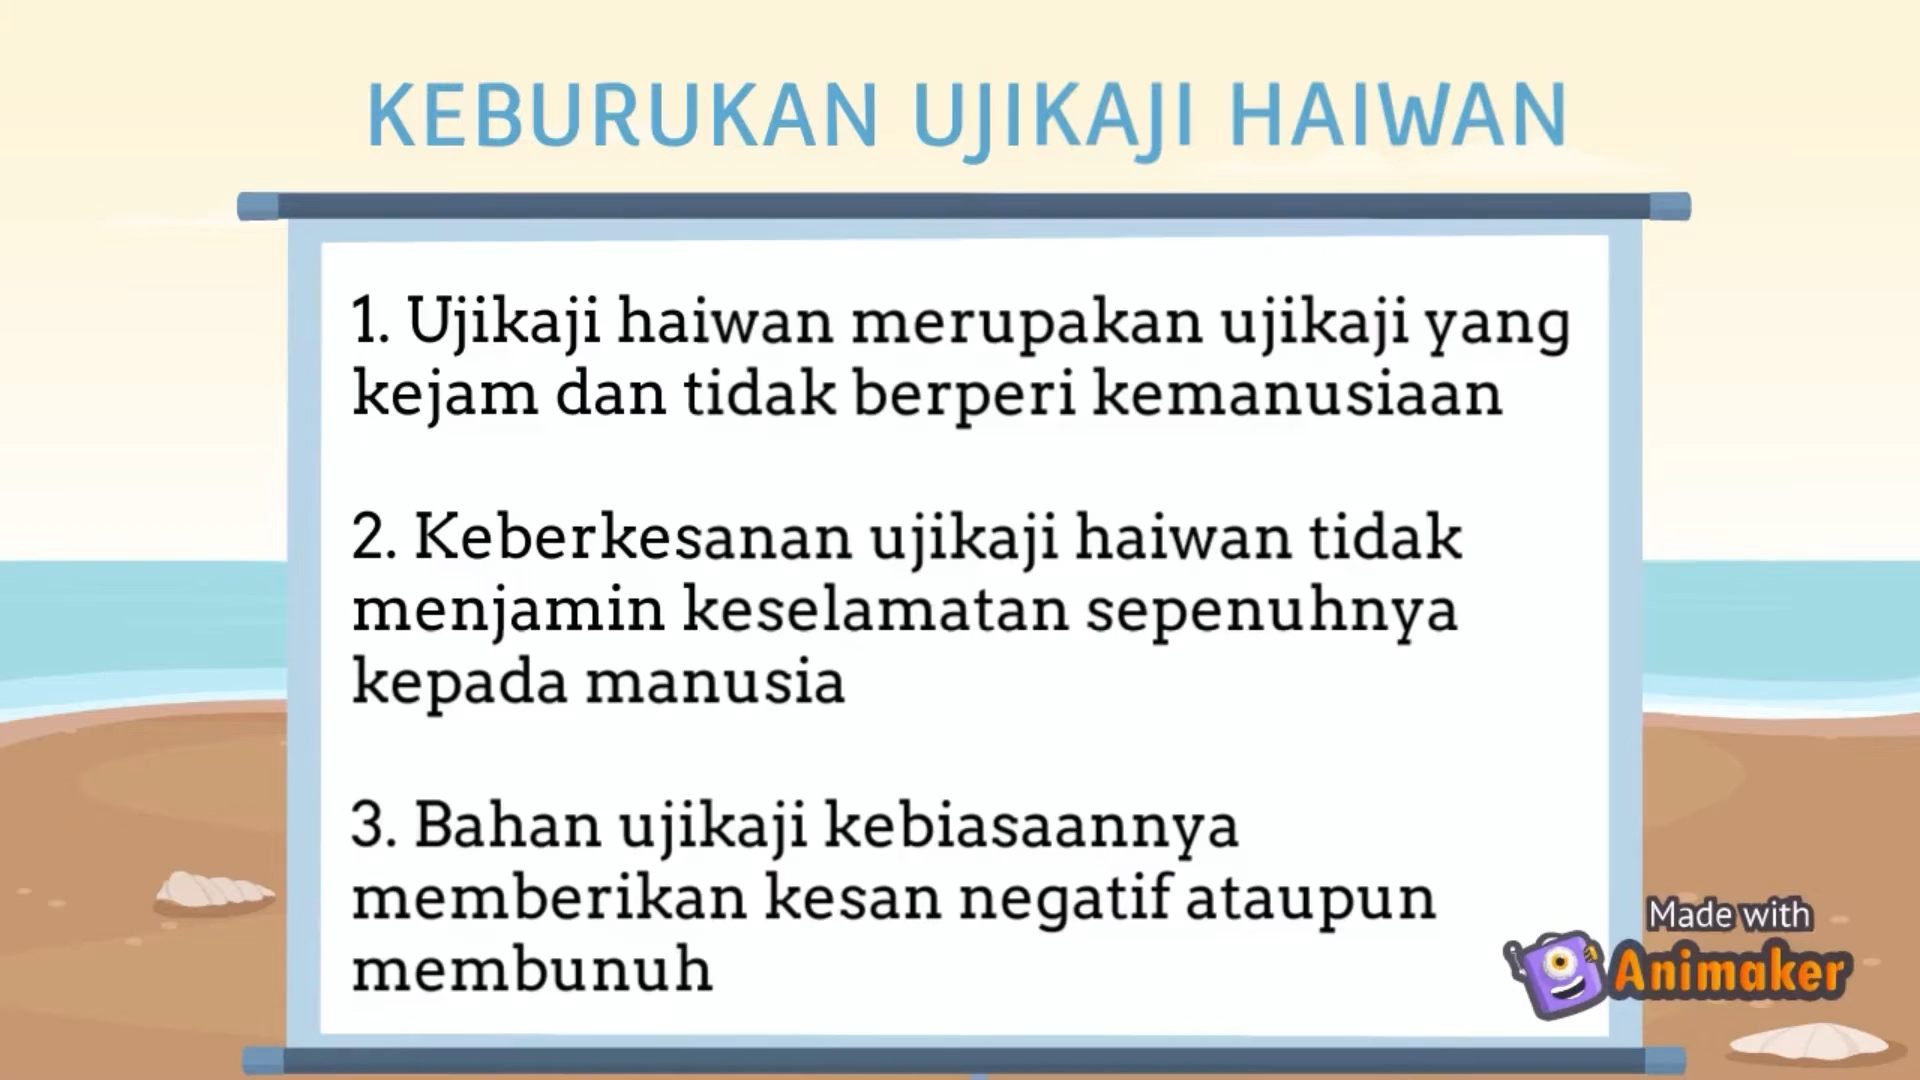 KEBURUKAN UJIKAJI HAIWAN
1. Ujikaji haiwan merupakan ujikaji yang
kejam dan tidak berperi kemanusiaan
2. Keberkesanan ujikaji haiwan tidak
menjamin keselamatan sepenuhnya
kepada manusia
3. Bahan ujikaji kebiasaannya
memberikan kesan negatif ataupun
membunuh
Made with
Animaker